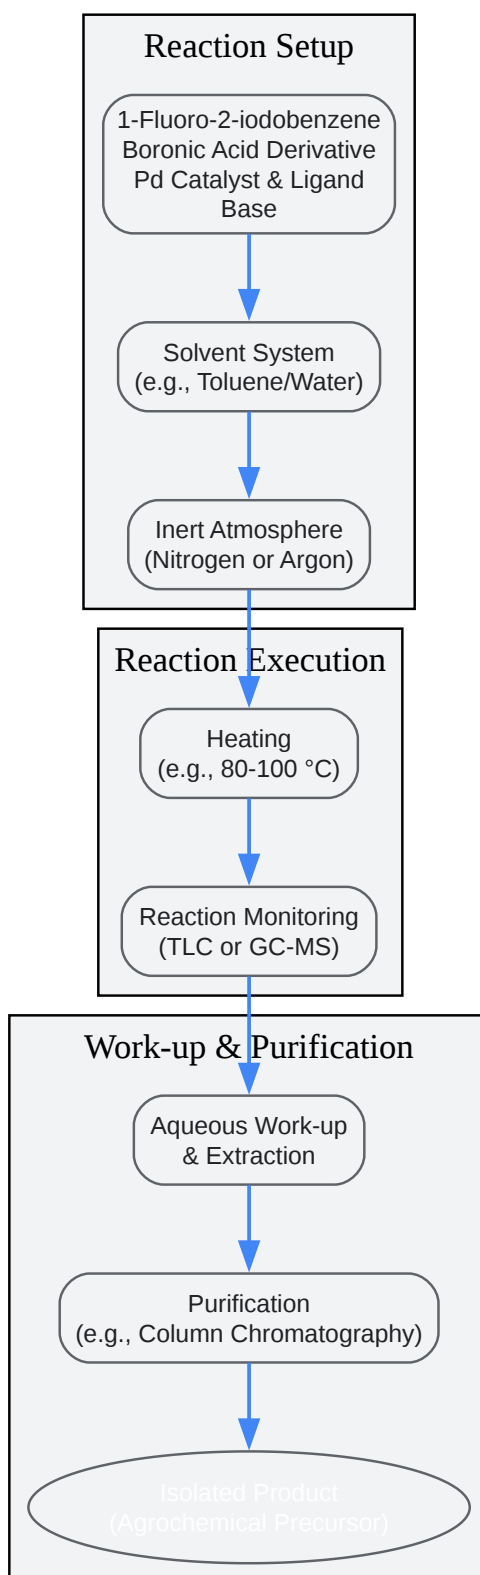 Reaction Setup
1-Fluoro-2-iodobenzene
Boronic Acid Derivative
Pd Catalyst & Ligand
Base
Solvent System
(e.g., Toluene/Water)
Inert Atmosphere
(Nitrogen or Argon)
Reaction Execution
Heating
(e.g., 80-100 °C)
Reaction Monitoring
(TLC or GC-MS)
Work-up & Purification
Aqueous Work-up
& Extraction
Purification
(e.g., Column Chromatography)
Isolated Product
(Agrochemical Precursor)